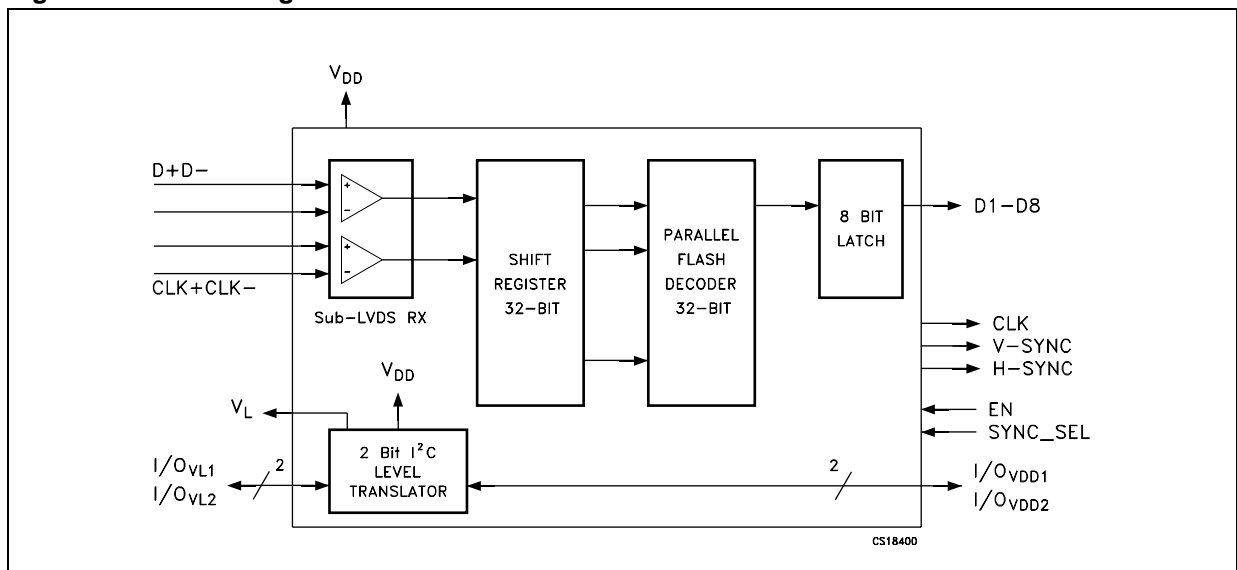 V_DD
D+D−
CLK+CLK−
+
−
+
−
Sub−LVDS RX
SHIFT
REGISTER
32−BIT
PARALLEL
FLASH
DECODER
32−BIT
8 BIT
LATCH
D1−D8
CLK
V−SYNC
H−SYNC
EN
SYNC_SEL
V_DD
V_L
2 Bit I²C
LEVEL
TRANSLATOR
I/O_VL1
I/O_VL2
2
2
I/O_VDD1
I/O_VDD2
CS18400